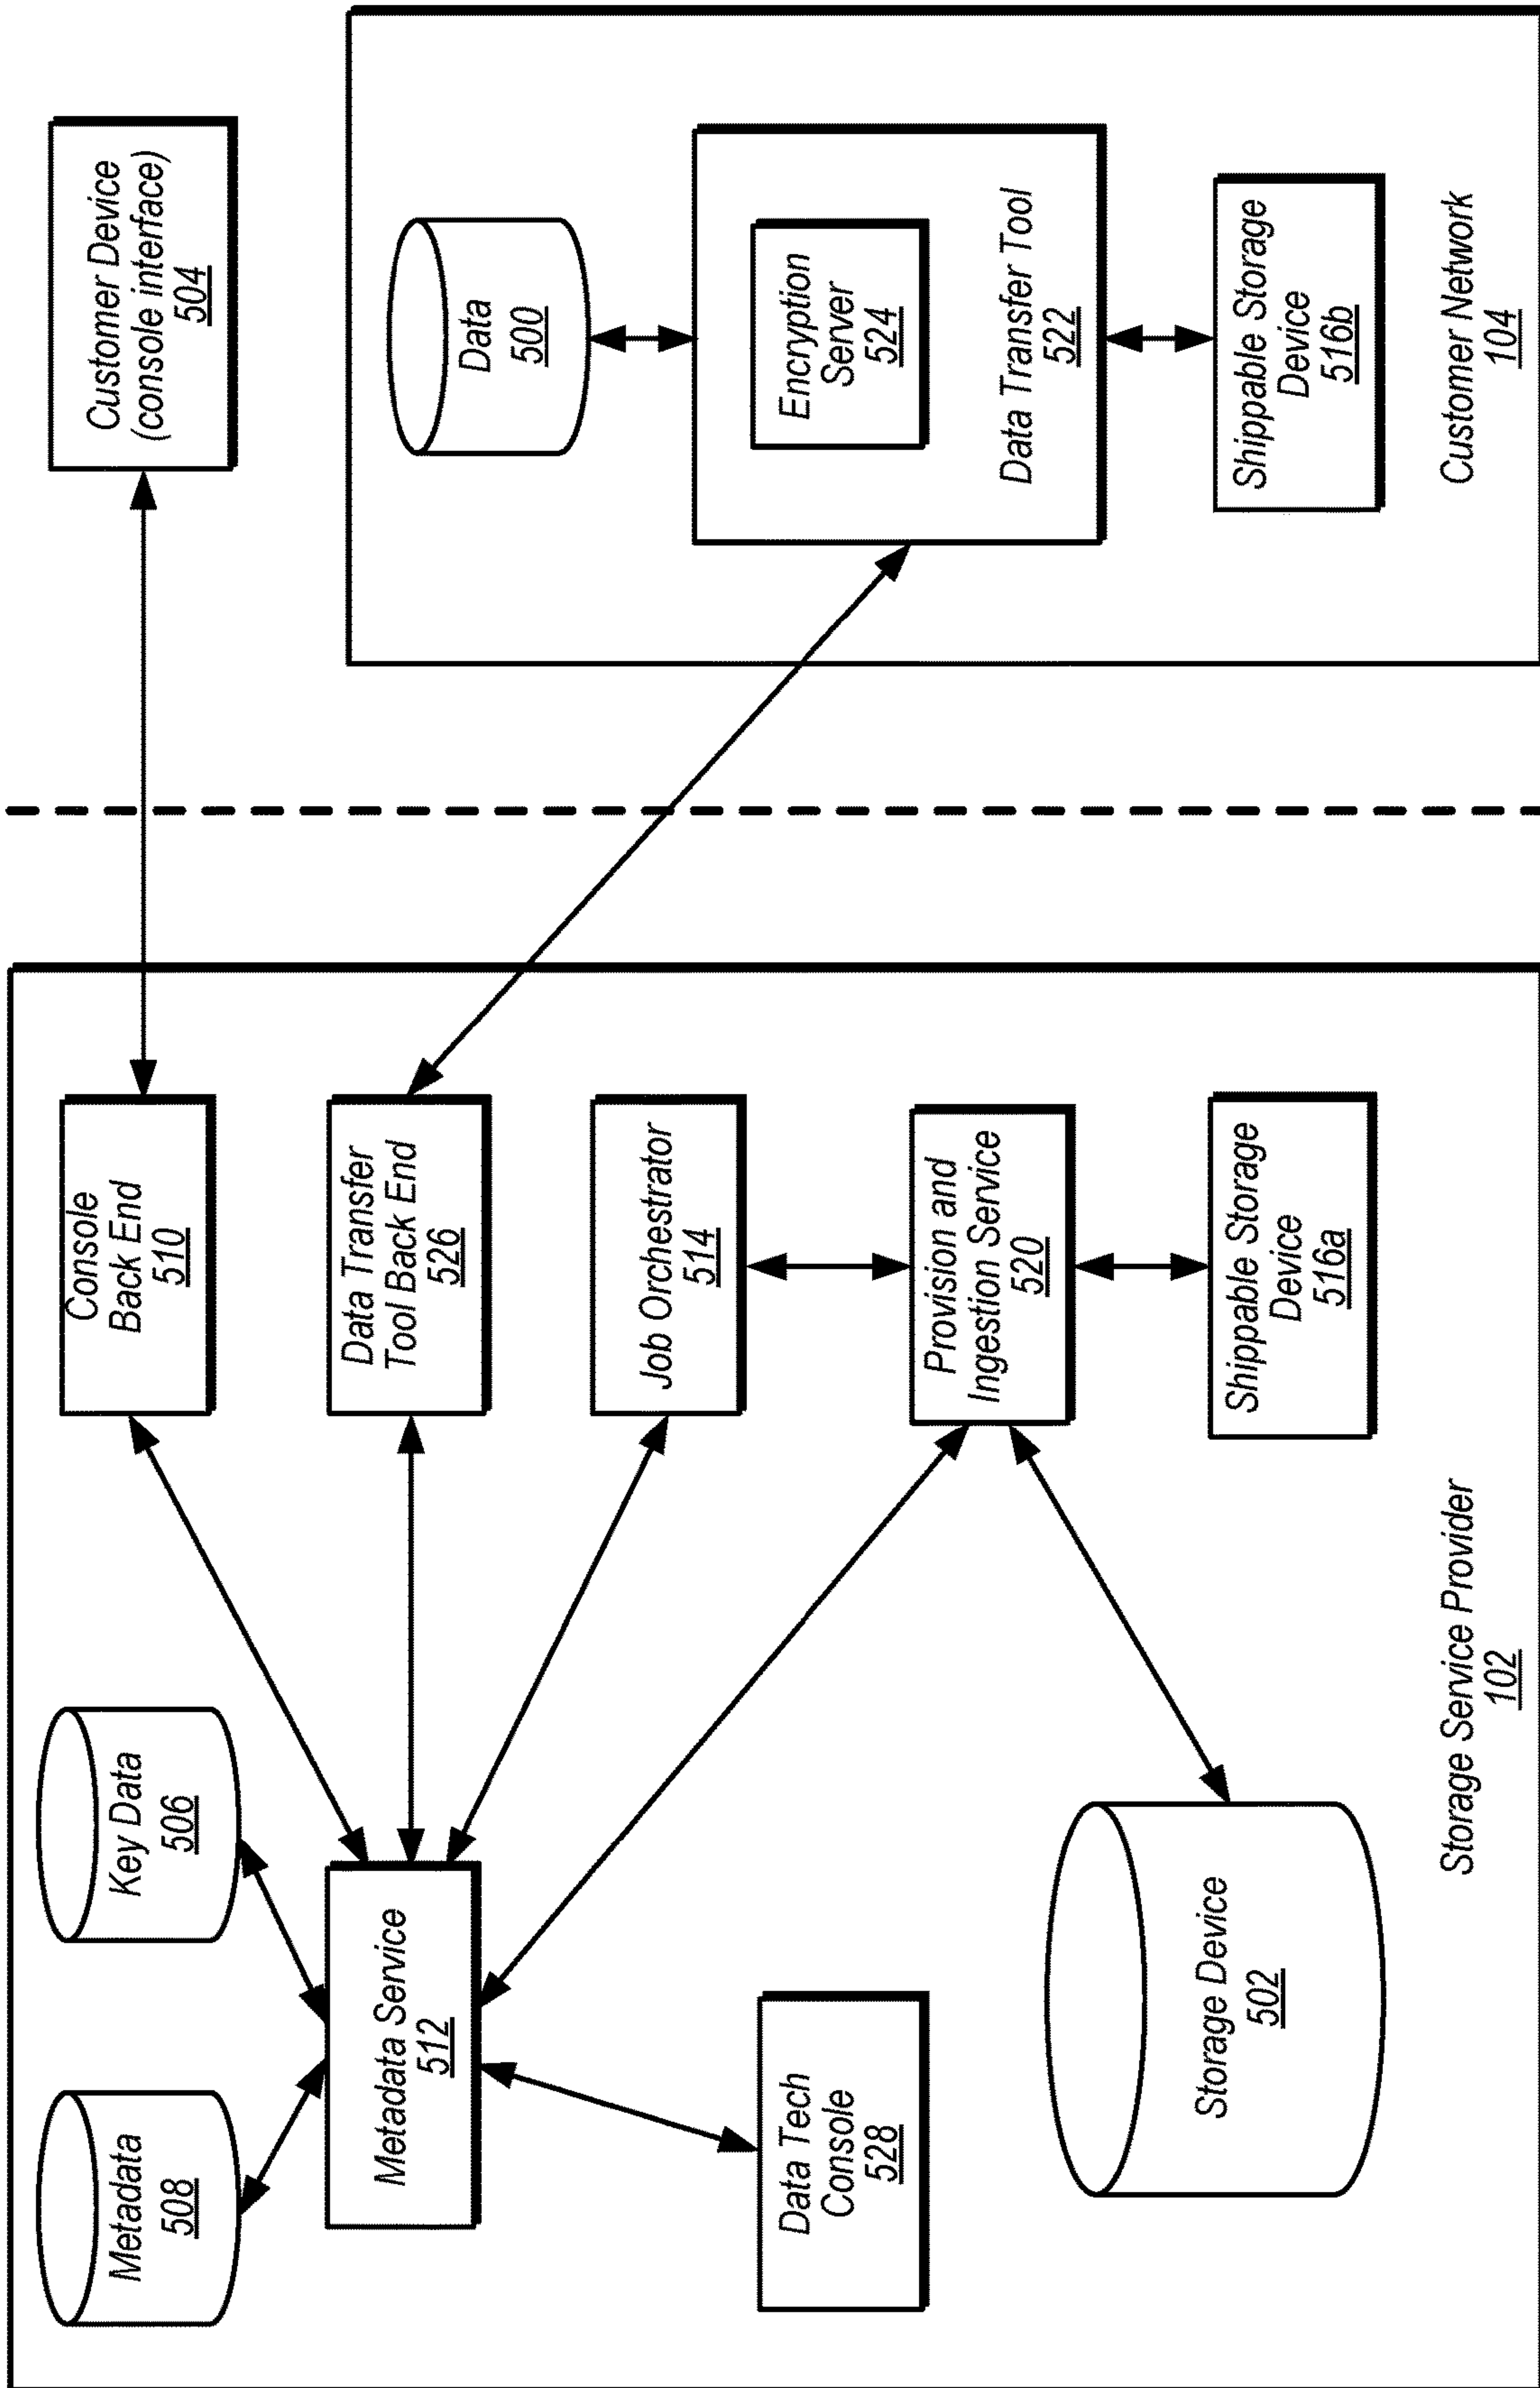 Metadata
508
Key Data
506
Metadata Service
512
Data Tech
Console
528
Storage Device
502
Console
Back End
510
Data Transfer
Tool Back End
526
Job Orchestrator
514
Provision and
Ingestion Service
520
Shippable Storage
Device
516a
Storage Service Provider
102
Customer Device
(console interface)
504
Data
500
Encryption
Server
524
Data Transfer Tool
522
Shippable Storage
Device
516b
Customer Network
104